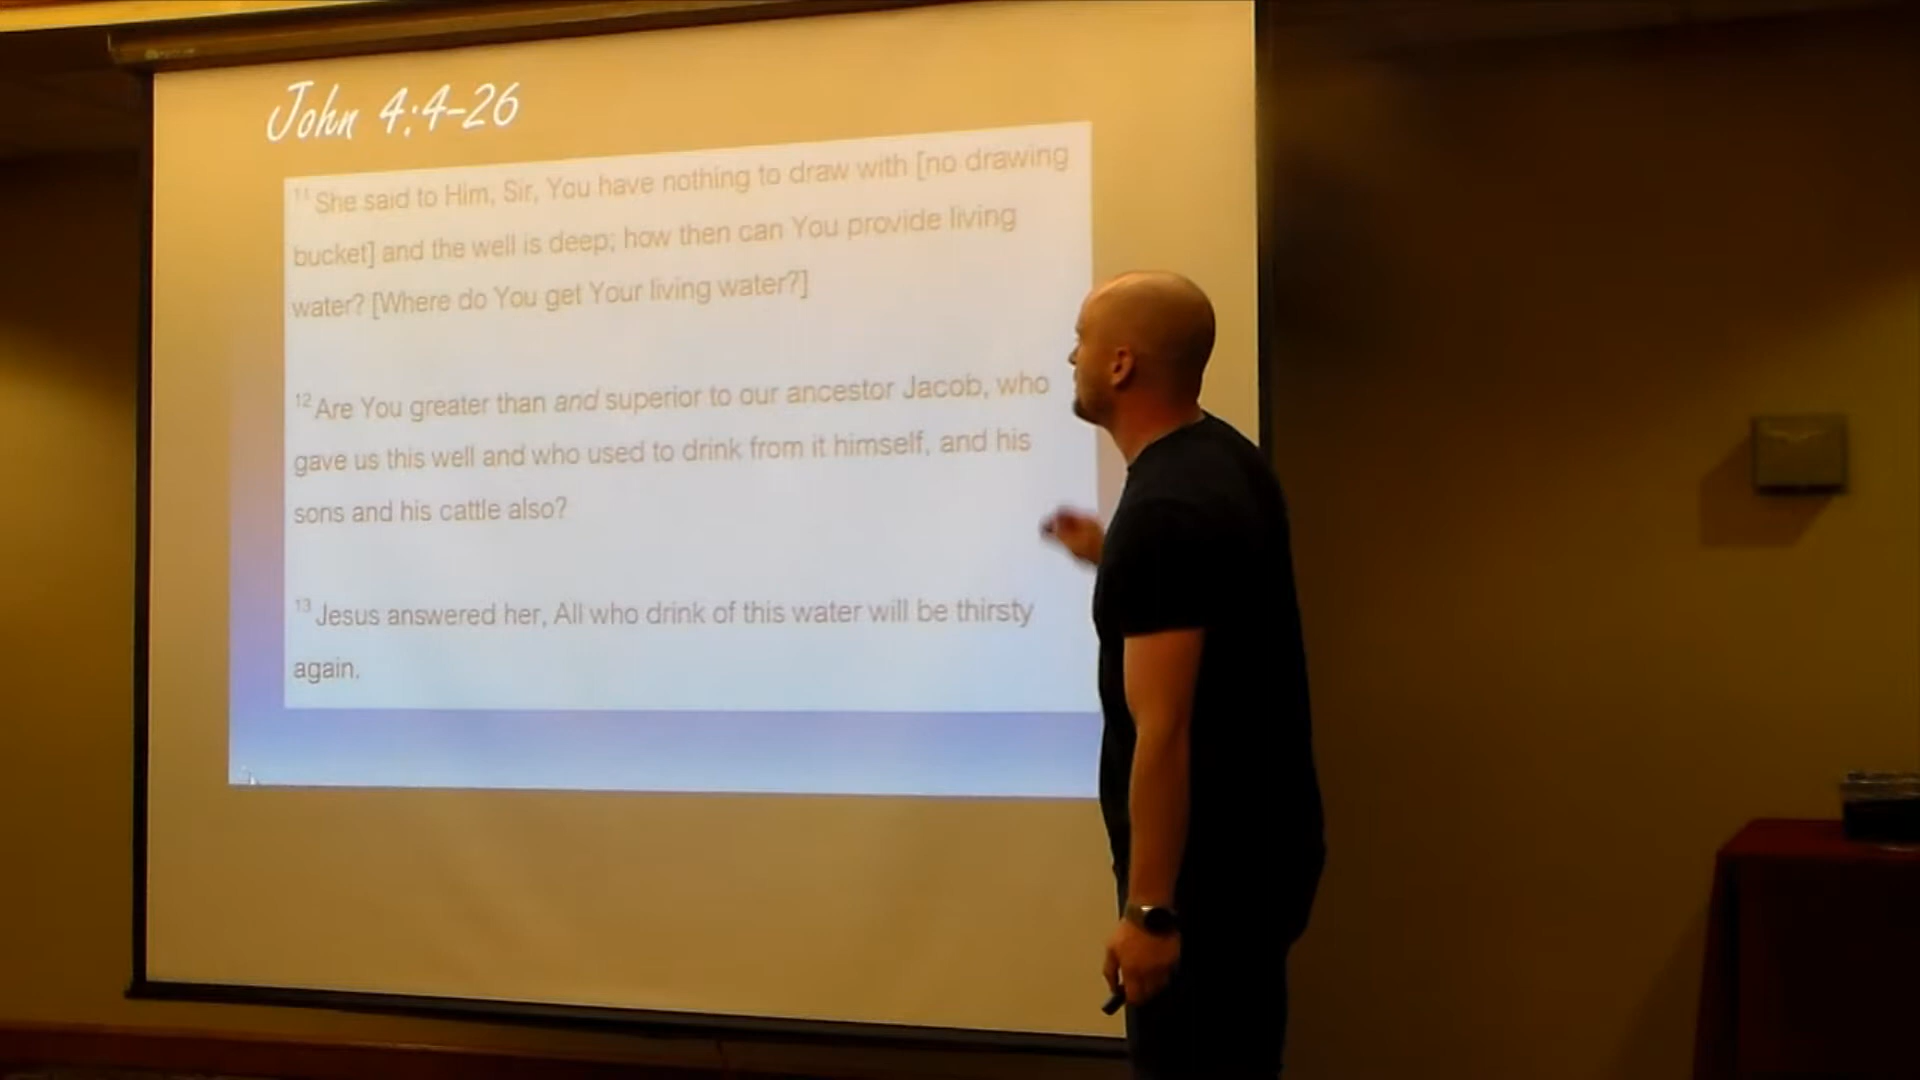 John 4:4-26
11 She said to Him, Sir, You have nothing to draw with [no drawing
bucket] and the well is deep; how then can You provide living
water? [Where do You get Your living water?]
12 Are You greater than and superior to our ancestor Jacob, who
gave us this well and who used to drink from it himself, and his
sons and his cattle also?
13 Jesus answered her, All who drink of this water will be thirsty
again.